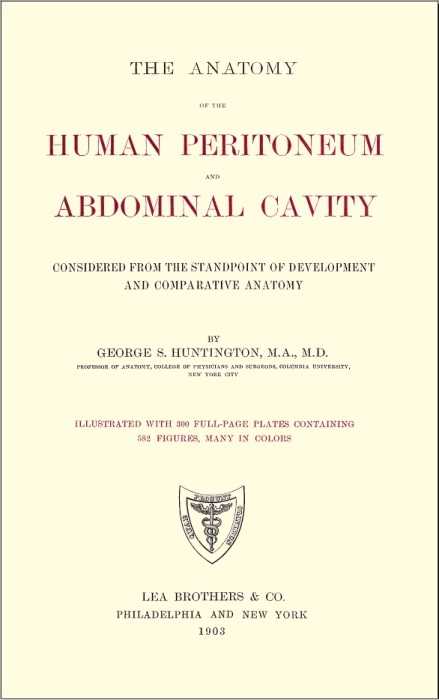 THE ANATOMY
OF THE
HUMAN PERITONEUM
AND
ABDOMINAL CAVITY
CONSIDERED FROM THE STANDPOINT OF DEVELOPMENT
AND COMPARATIVE ANATOMY
BY
GEORGE S. HUNTINGTON, M.A., M.D.
PROFESSOR OF ANATOMY, COLLEGE OF PHYSICIANS AND SURGEONS, COLUMBIA UNIVERSITY,
NEW YORK CITY
ILLUSTRATED WITH 300 FULL-PAGE PLATES CONTAINING
582 FIGURES, MANY IN COLORS
LEA BROTHERS & CO.
PHILADELPHIA AND NEW YORK
1903